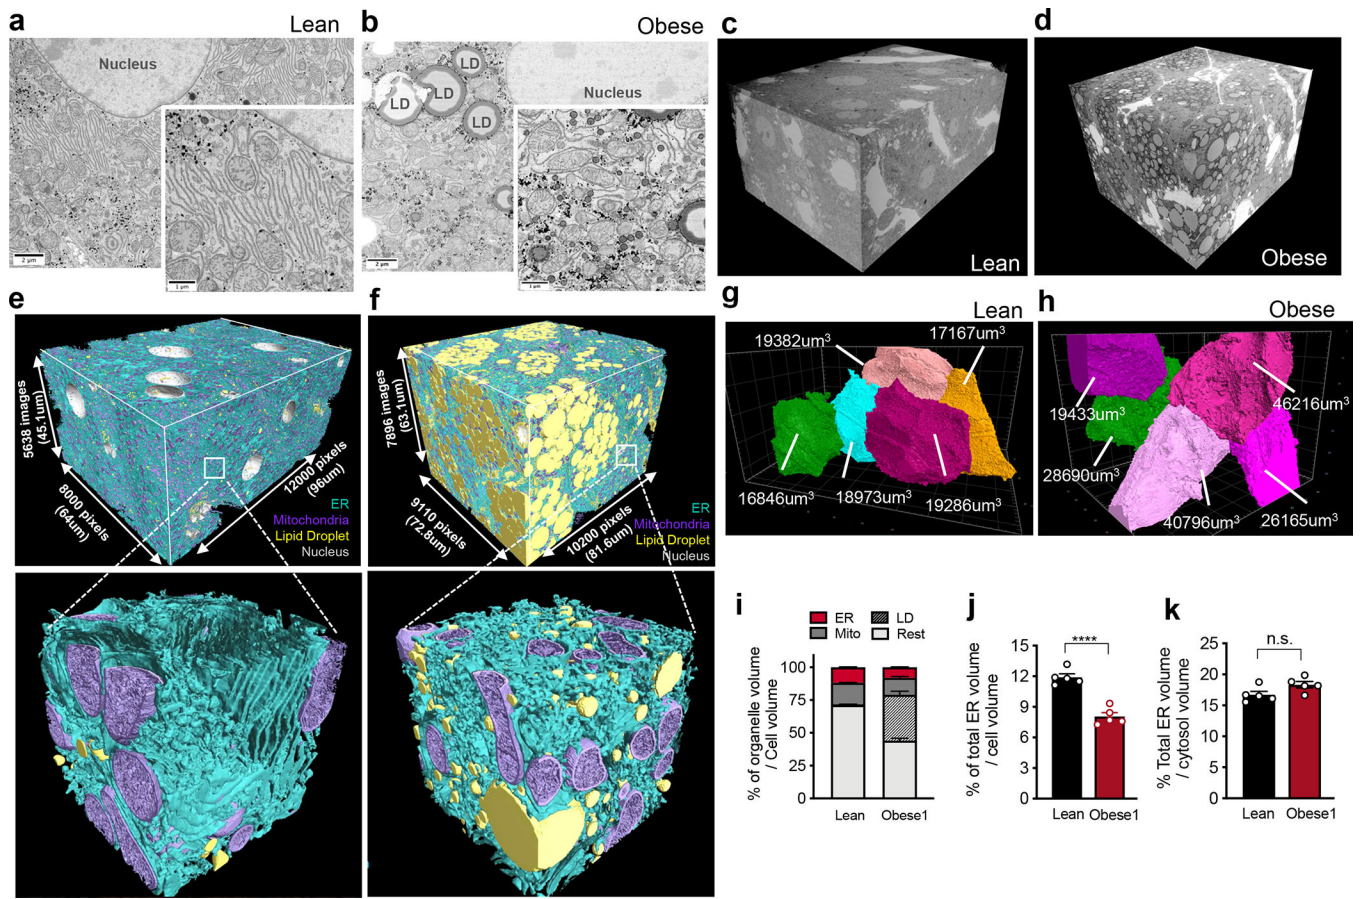 a
Lean
Nucleus
2 µm
1 µm
b
Obese
LD
LD
LD
LD
Nucleus
2 µm
1 µm
c
Lean
d
Obese
e
5638 images
(45.1um)
8000 pixels
(64um)
12000 pixels
(96um)
ER
Mitochondria
Lipid Droplet
Nucleus
f
7896 images
(63.1um)
9110 pixels
(72.8um)
10200 pixels
(81.6um)
ER
Mitochondria
Lipid Droplet
Nucleus
g
Lean
19382um³
17167um³
16846um³
18973um³
19286um³
h
Obese
19433um³
46216um³
28690um³
40796um³
26165um³
i
ER
LD
Mito
Rest
% of organelle volume
/ Cell volume
100
75
50
25
0
Lean
Obese1
j
% of total ER volume
/ cell volume
15
12
9
6
3
0
****
Lean
Obese1
k
% Total ER volume
/ cytosol volume
25
20
15
10
5
0
n.s.
Lean
Obese1